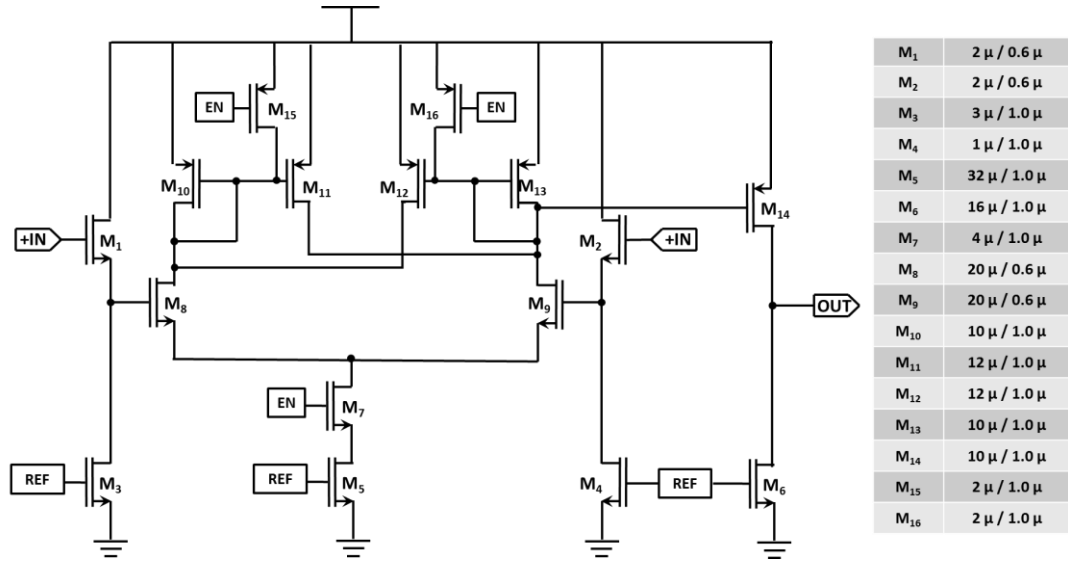 EN
M15
M16
EN
M10
M11
M12
M13
M14
+IN
M1
M2
+IN
M8
M9
OUT
EN
M7
REF
M3
REF
M5
M4
REF
M6
M1 2 µ / 0.6 µ
M2 2 µ / 0.6 µ
M3 3 µ / 1.0 µ
M4 1 µ / 1.0 µ
M5 32 µ / 1.0 µ
M6 16 µ / 1.0 µ
M7 4 µ / 1.0 µ
M8 20 µ / 0.6 µ
M9 20 µ / 0.6 µ
M10 10 µ / 1.0 µ
M11 12 µ / 1.0 µ
M12 12 µ / 1.0 µ
M13 10 µ / 1.0 µ
M14 10 µ / 1.0 µ
M15 2 µ / 1.0 µ
M16 2 µ / 1.0 µ